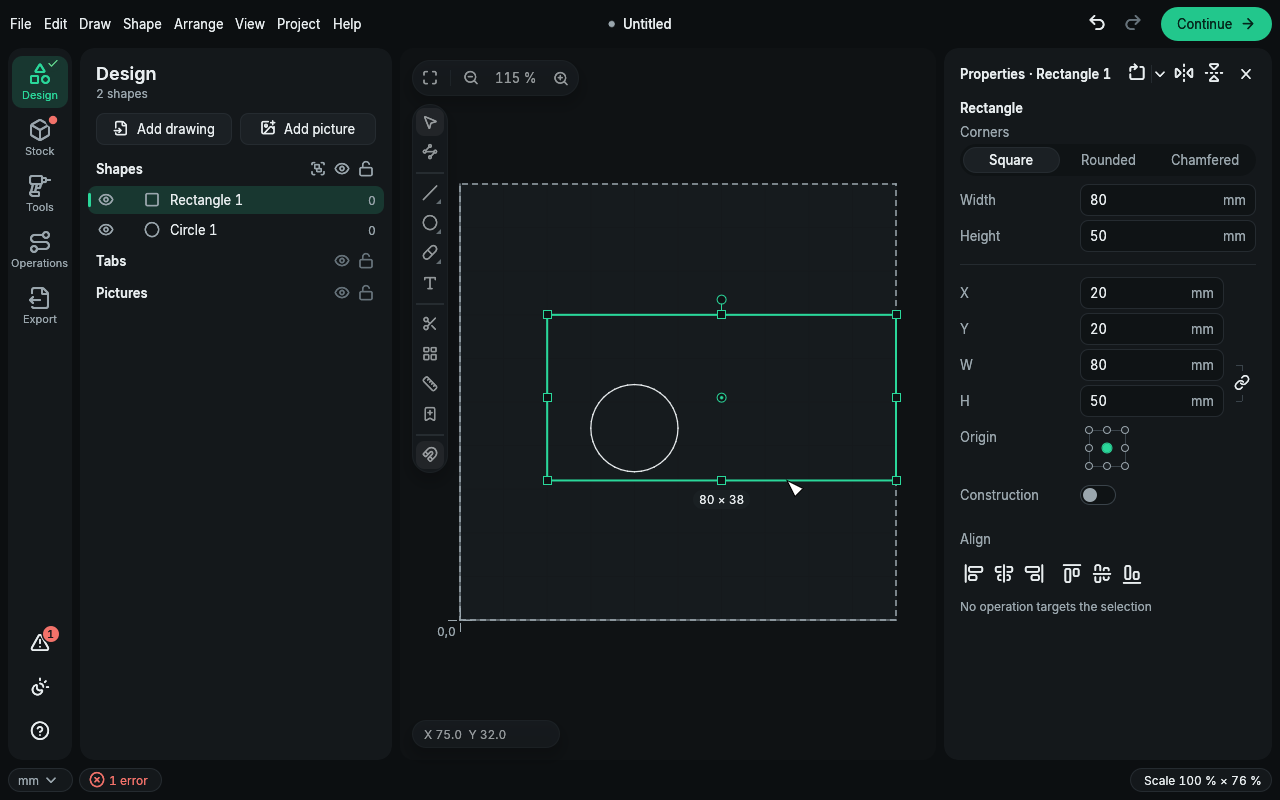 File Edit Draw Shape Arrange View Project Help
Untitled
Continue
Design
Stock
Tools
Operations
Export
1
Design
2 shapes
Add drawing
Add picture
Shapes
Rectangle 1 0
Circle 1 0
Tabs
Pictures
115 %
80 × 38
0,0
X 75.0 Y 32.0
Properties · Rectangle 1
Rectangle
Corners
Square Rounded Chamfered
Width 80 mm
Height 50 mm
X 20 mm
Y 20 mm
W 80 mm
H 50 mm
Origin
Construction
Align
No operation targets the selection
mm
1 error
Scale 100 % × 76 %